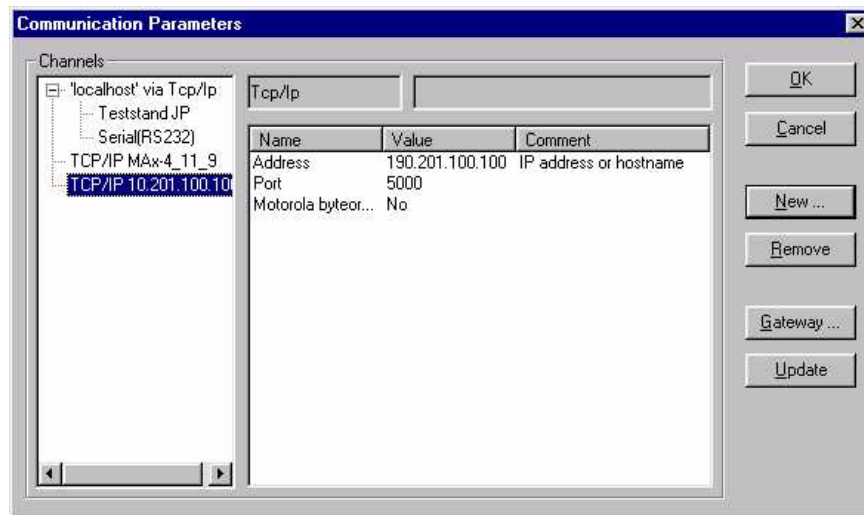 Communication Parameters
Channels
'localhost' via Tcp/Ip
Teststand JP
Serial(RS232)
TCP/IP MAx-4_11_9
TCP/IP 10.201.100.10
Tcp/Ip
Name Value Comment
Address 190.201.100.100 IP address or hostname
Port 5000
Motorola byteor... No
OK
Cancel
New ...
Remove
Gateway ...
Update